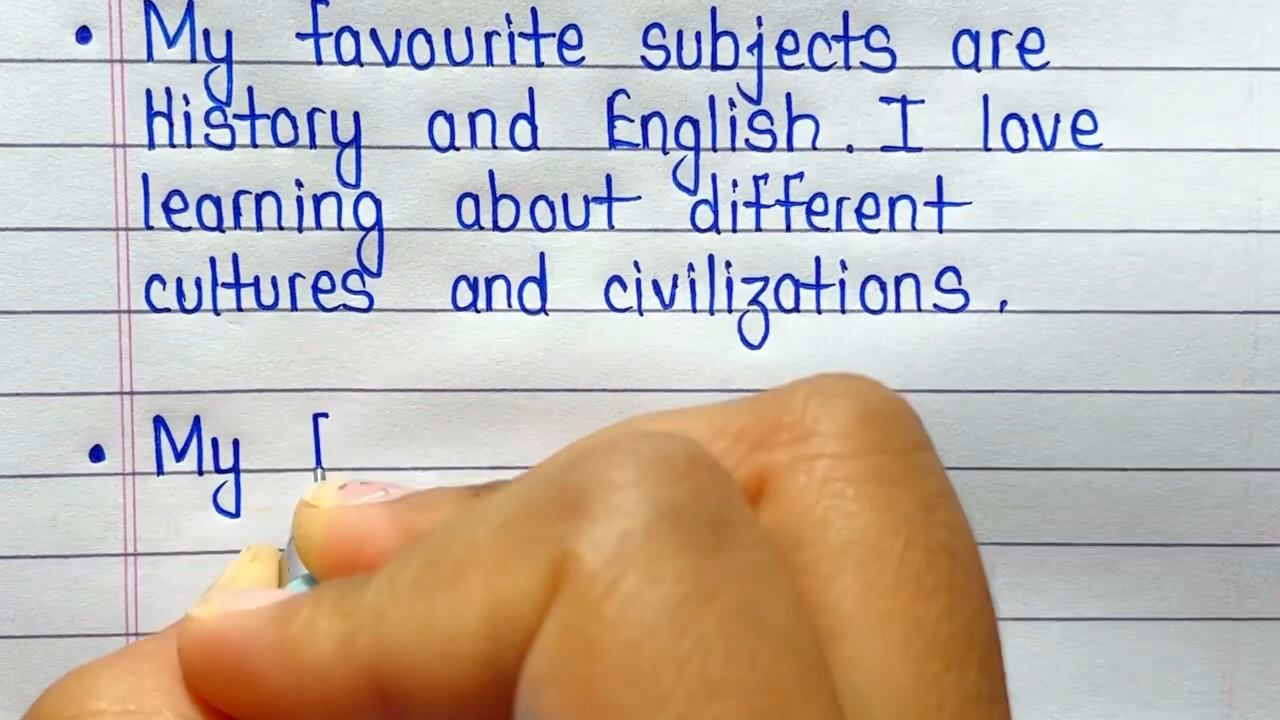 • My favourite subjects are
History and English. I love
learning about different
cultures and civilizations.
• My